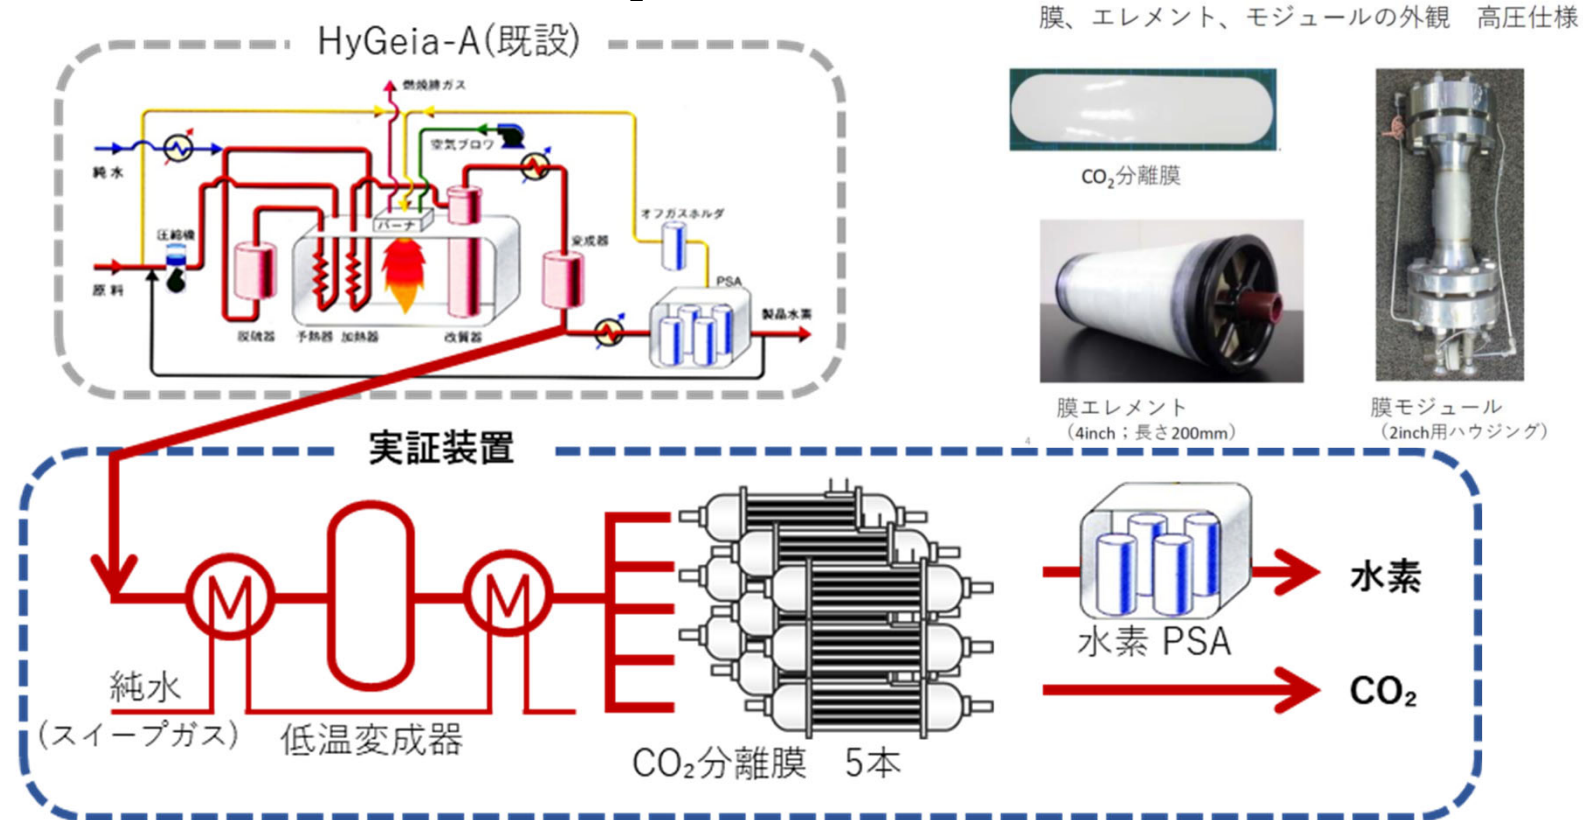 膜、エレメント、モジュールの外観　高圧仕様
HyGeia-A(既設)
燃焼排ガス
空気ブロワ
純水
圧縮機
バーナ
オフガスホルダ
変成器
原料
PSA
製品水素
脱硫器
予熱器
加熱器
改質器
CO₂分離膜
膜エレメント
（4inch；長さ200mm）
膜モジュール
（2inch用ハウジング）
4
実証装置
純水
(スイープガス)
低温変成器
CO₂分離膜　5本
水素 PSA
水素
CO₂